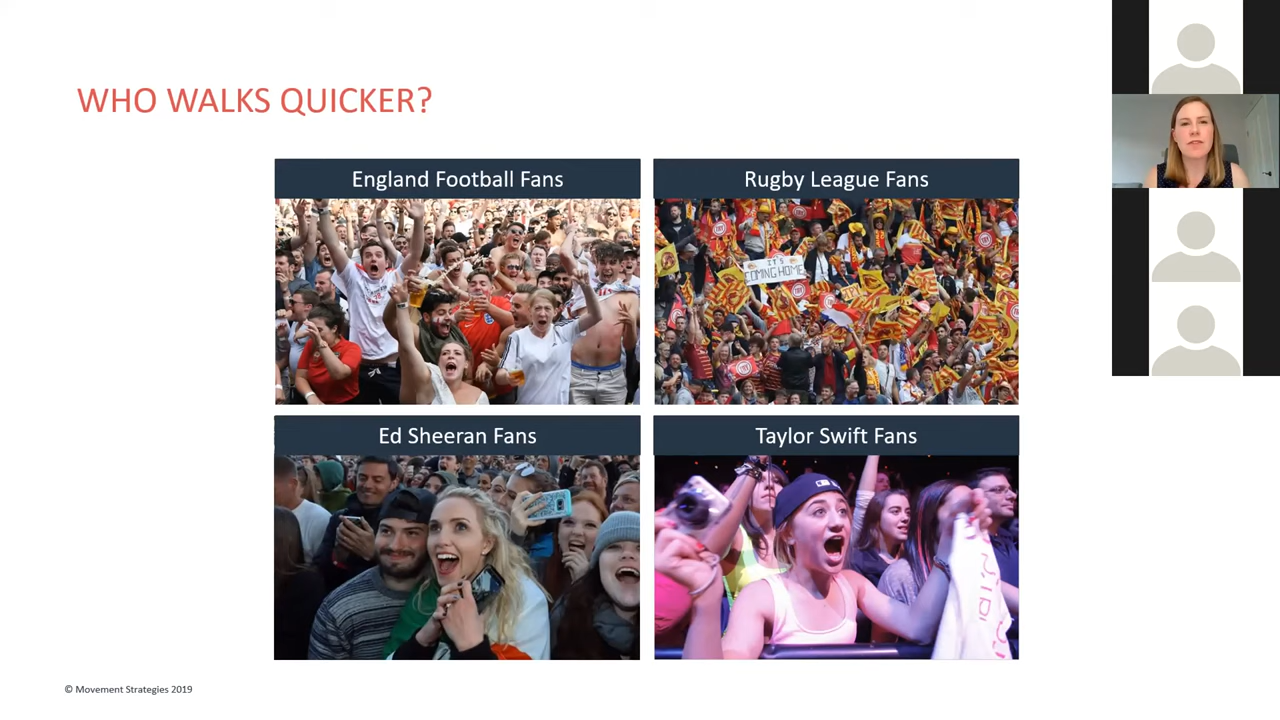 WHO WALKS QUICKER?
England Football Fans
Rugby League Fans
IT'S
COMING HOME
Ed Sheeran Fans
Taylor Swift Fans
© Movement Strategies 2019